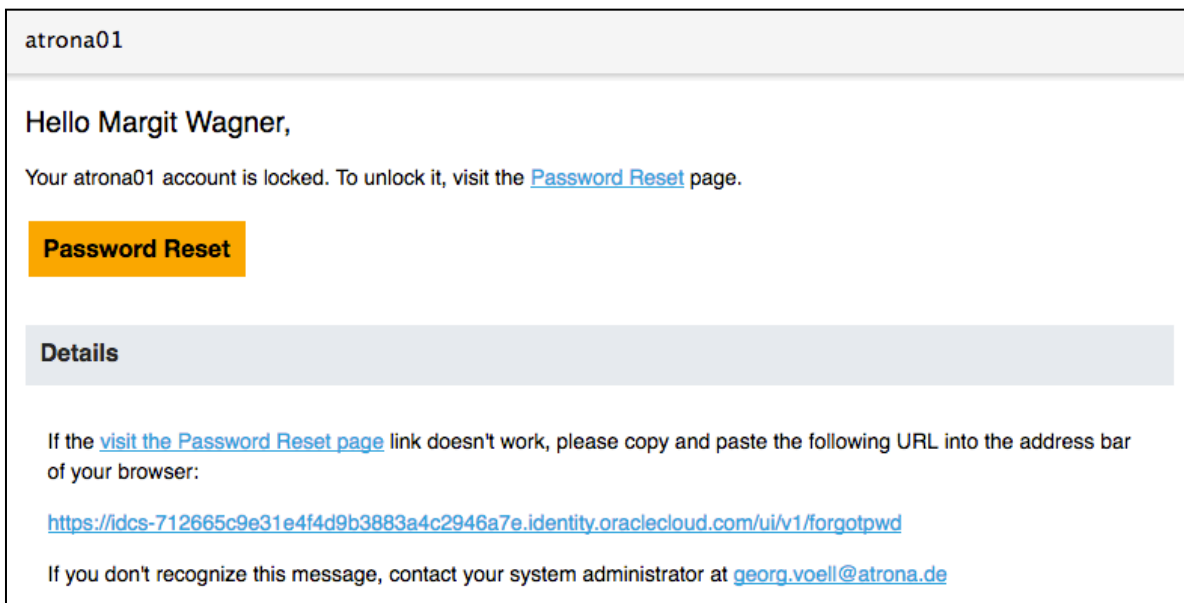 atrona01
Hello Margit Wagner,
Your atrona01 account is locked. To unlock it, visit the Password Reset page.
Password Reset
Details
If the visit the Password Reset page link doesn't work, please copy and paste the following URL into the address bar
of your browser:
https://idcs-712665c9e31e4f4d9b3883a4c2946a7e.identity.oraclecloud.com/ui/v1/forgotpwd
If you don't recognize this message, contact your system administrator at georg.voell@atrona.de